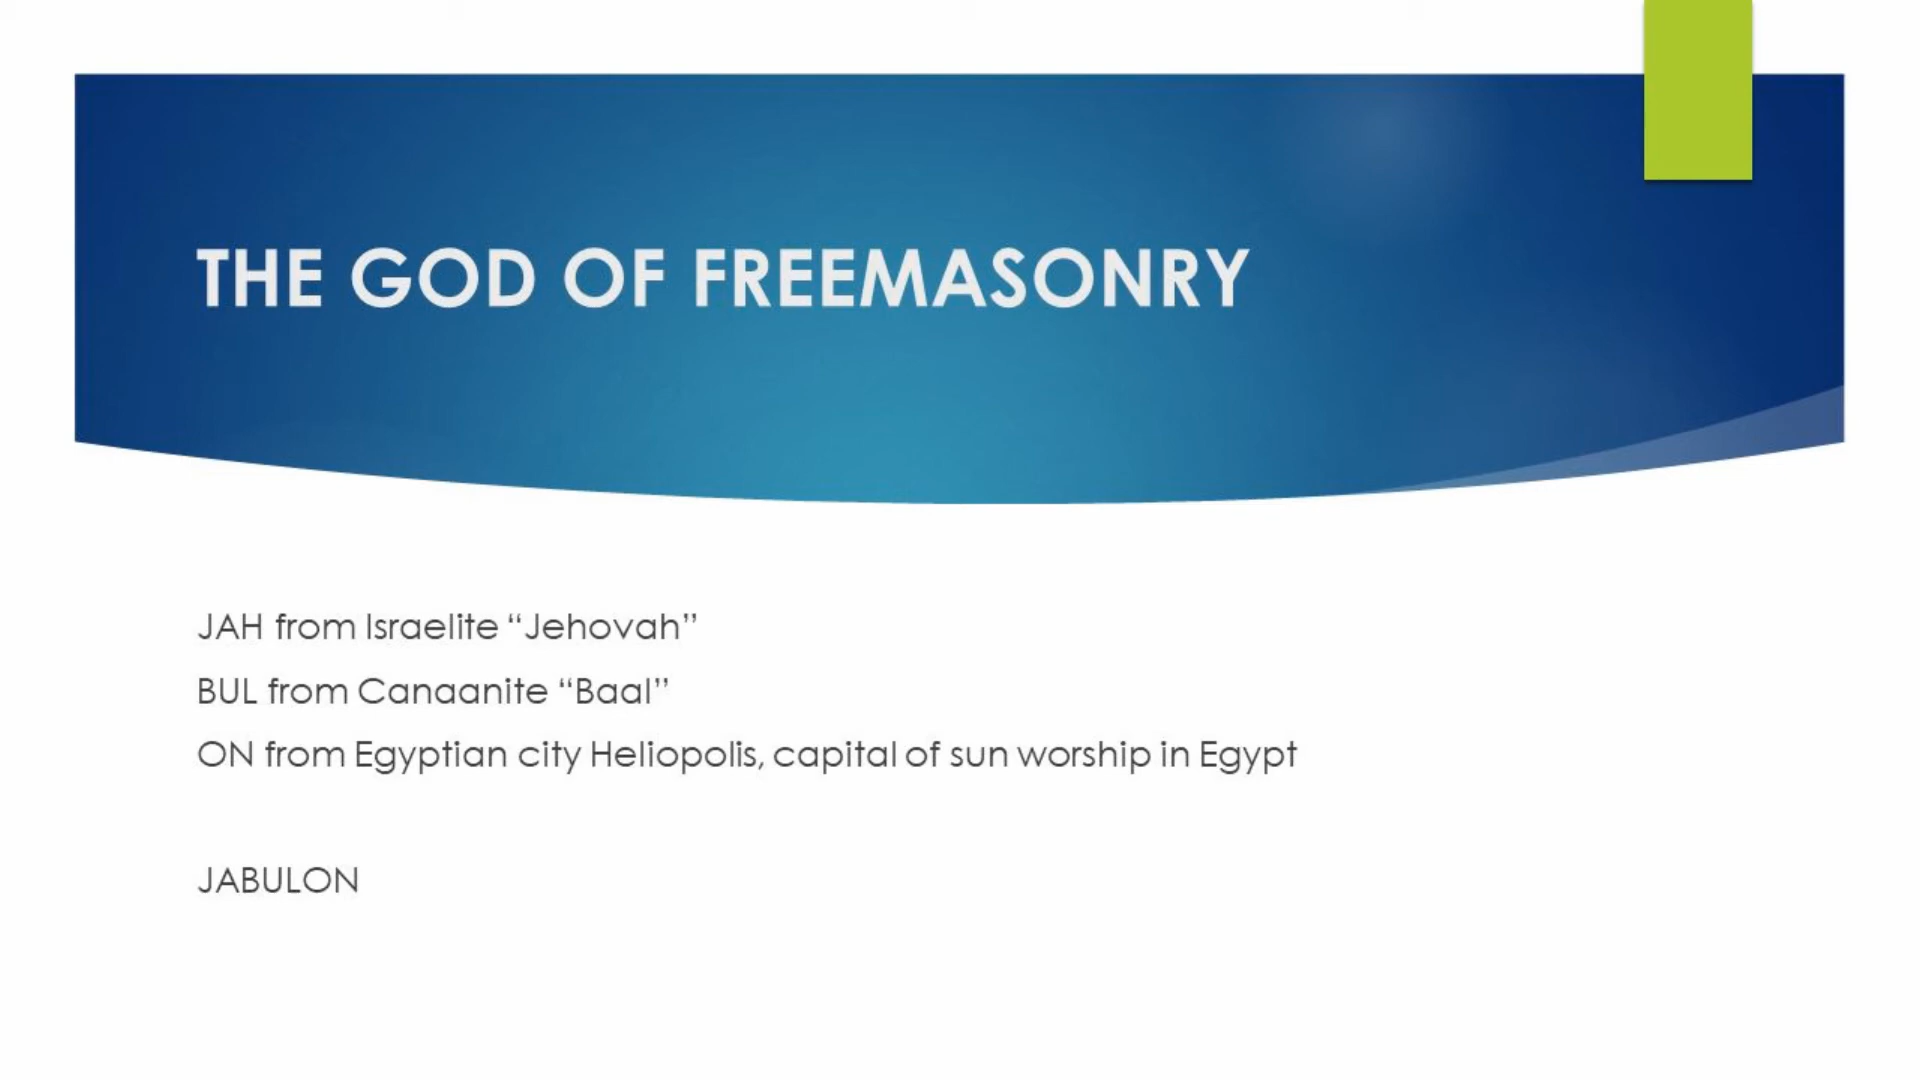 THE GOD OF FREEMASONRY
JAH from Israelite “Jehovah”
BUL from Canaanite “Baal”
ON from Egyptian city Heliopolis, capital of sun worship in Egypt
JABULON